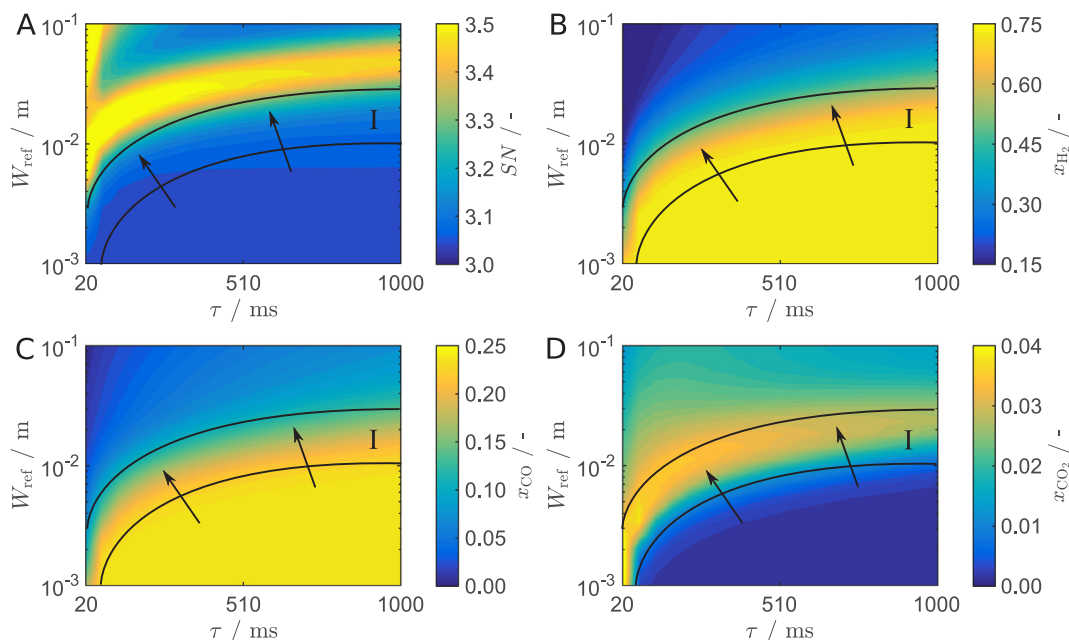 A
10⁻¹
10⁻²
10⁻³
W_ref / m
20
510
1000
τ / ms
I
3.5
3.4
3.3
3.2
3.1
3.0
SN / -
B
10⁻¹
10⁻²
10⁻³
W_ref / m
20
510
1000
τ / ms
I
0.75
0.60
0.45
0.30
0.15
x_H₂ / -
C
10⁻¹
10⁻²
10⁻³
W_ref / m
20
510
1000
τ / ms
I
0.25
0.20
0.15
0.10
0.05
0.00
x_CO / -
D
10⁻¹
10⁻²
10⁻³
W_ref / m
20
510
1000
τ / ms
I
0.04
0.03
0.02
0.01
0.00
x_CO₂ / -